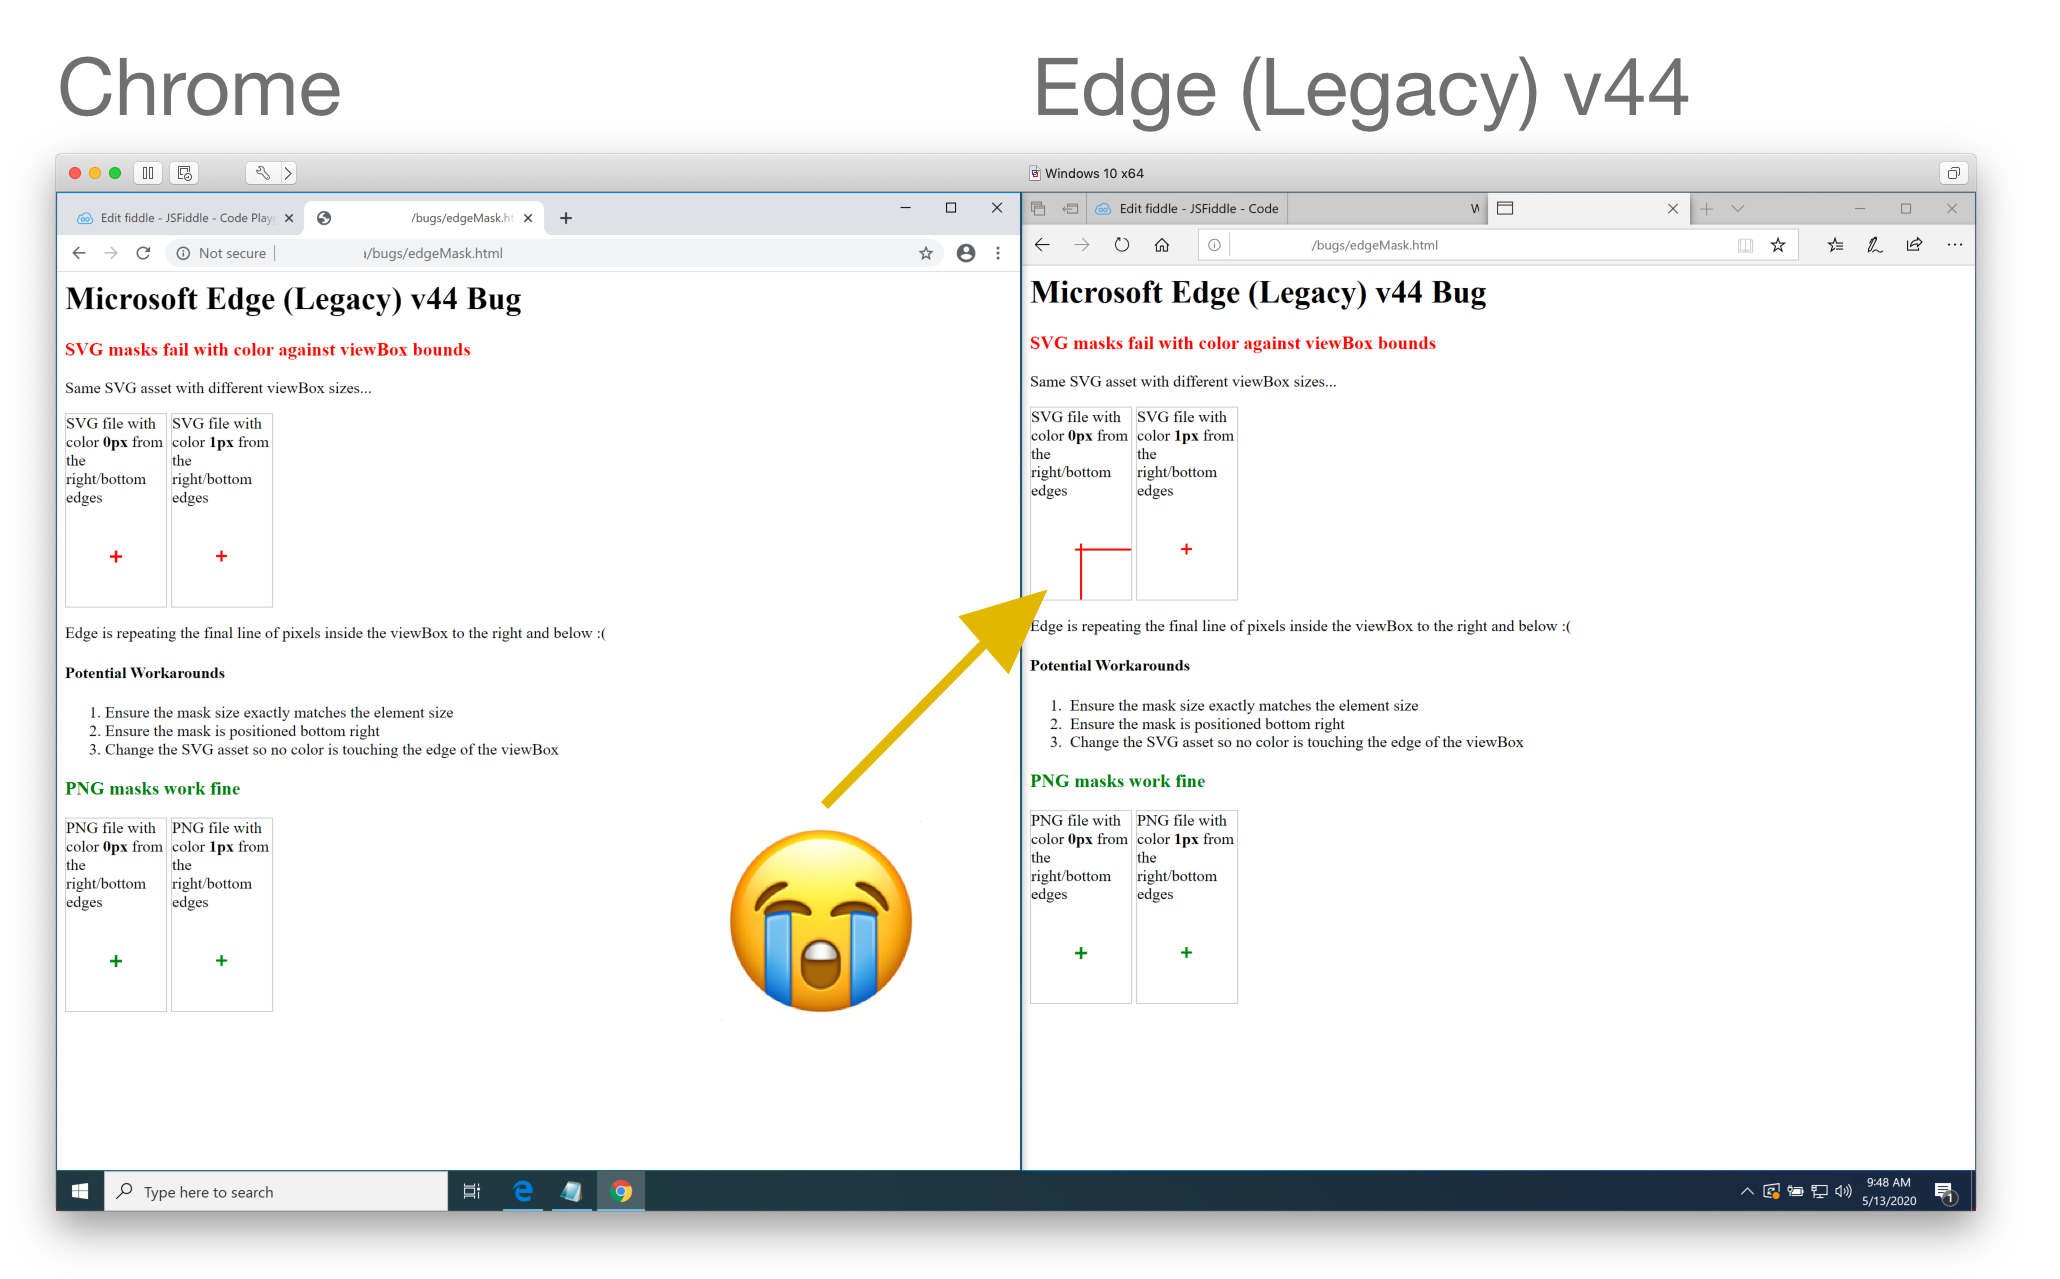 Chrome
Edge (Legacy) v44
Windows 10 x64
Edit fiddle - JSFiddle - Code Play
/bugs/edgeMask.ht
Not secure
/bugs/edgeMask.html
Microsoft Edge (Legacy) v44 Bug
SVG masks fail with color against viewBox bounds
Same SVG asset with different viewBox sizes...
SVG file with
color 0px from
the
right/bottom
edges
SVG file with
color 1px from
the
right/bottom
edges
Edge is repeating the final line of pixels inside the viewBox to the right and below :(
Potential Workarounds
1. Ensure the mask size exactly matches the element size
2. Ensure the mask is positioned bottom right
3. Change the SVG asset so no color is touching the edge of the viewBox
PNG masks work fine
PNG file with
color 0px from
the
right/bottom
edges
PNG file with
color 1px from
the
right/bottom
edges
Edit fiddle - JSFiddle - Code
/bugs/edgeMask.html
Microsoft Edge (Legacy) v44 Bug
SVG masks fail with color against viewBox bounds
Same SVG asset with different viewBox sizes...
SVG file with
color 0px from
the
right/bottom
edges
SVG file with
color 1px from
the
right/bottom
edges
Edge is repeating the final line of pixels inside the viewBox to the right and below :(
Potential Workarounds
1. Ensure the mask size exactly matches the element size
2. Ensure the mask is positioned bottom right
3. Change the SVG asset so no color is touching the edge of the viewBox
PNG masks work fine
PNG file with
color 0px from
the
right/bottom
edges
PNG file with
color 1px from
the
right/bottom
edges
Type here to search
9:48 AM
5/13/2020
1